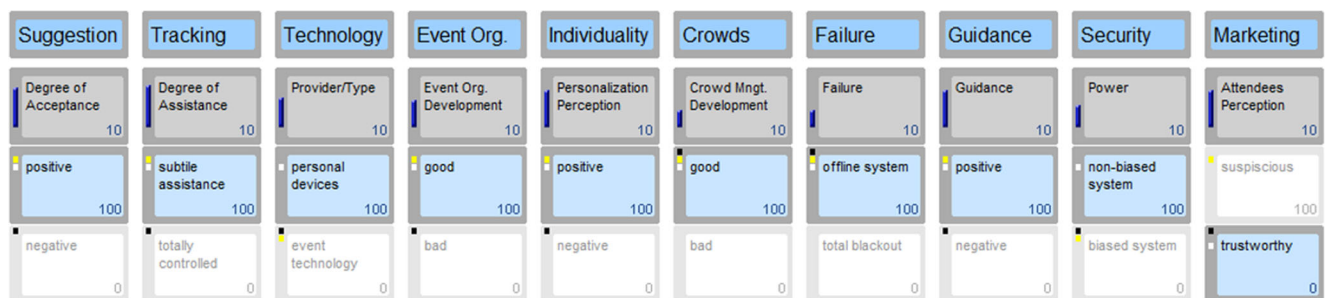 Suggestion
Tracking
Technology
Event Org.
Individuality
Crowds
Failure
Guidance
Security
Marketing
Degree of
Acceptance
10
Degree of
Assistance
10
Provider/Type
10
Event Org.
Development
10
Personalization
Perception
10
Crowd Mngt.
Development
10
Failure
10
Guidance
10
Power
10
Attendees
Perception
10
positive
100
subtile
assistance
100
personal
devices
100
good
100
positive
100
good
100
offline system
100
positive
100
non-biased
system
100
suspiscious
100
negative
0
totally
controlled
0
event
technology
0
bad
0
negative
0
bad
0
total blackout
0
negative
0
biased system
0
trustworthy
0